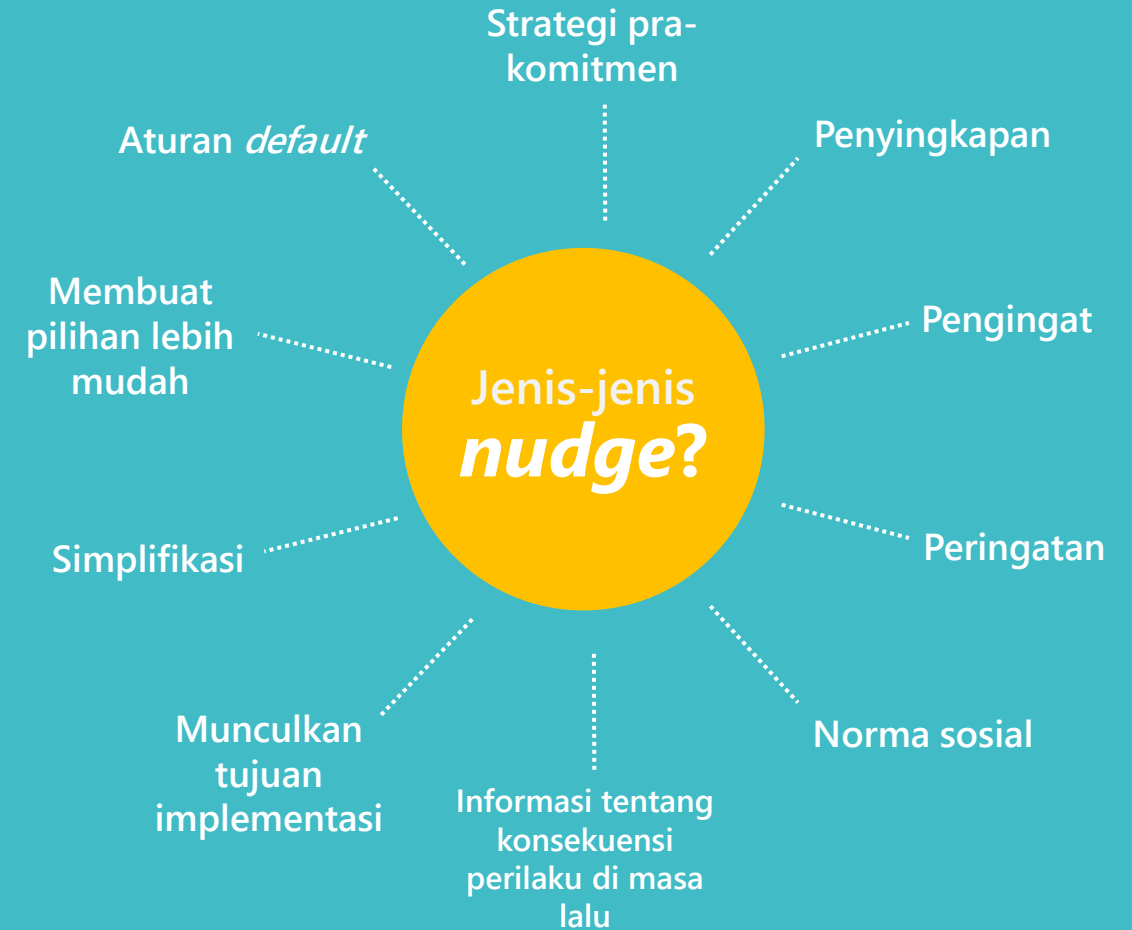 Jenis-jenis
nudge?
Strategi pra-
komitmen
Penyingkapan
Pengingat
Peringatan
Norma sosial
Informasi tentang
konsekuensi
perilaku di masa
lalu
Munculkan
tujuan
implementasi
Simplifikasi
Membuat
pilihan lebih
mudah
Aturan default